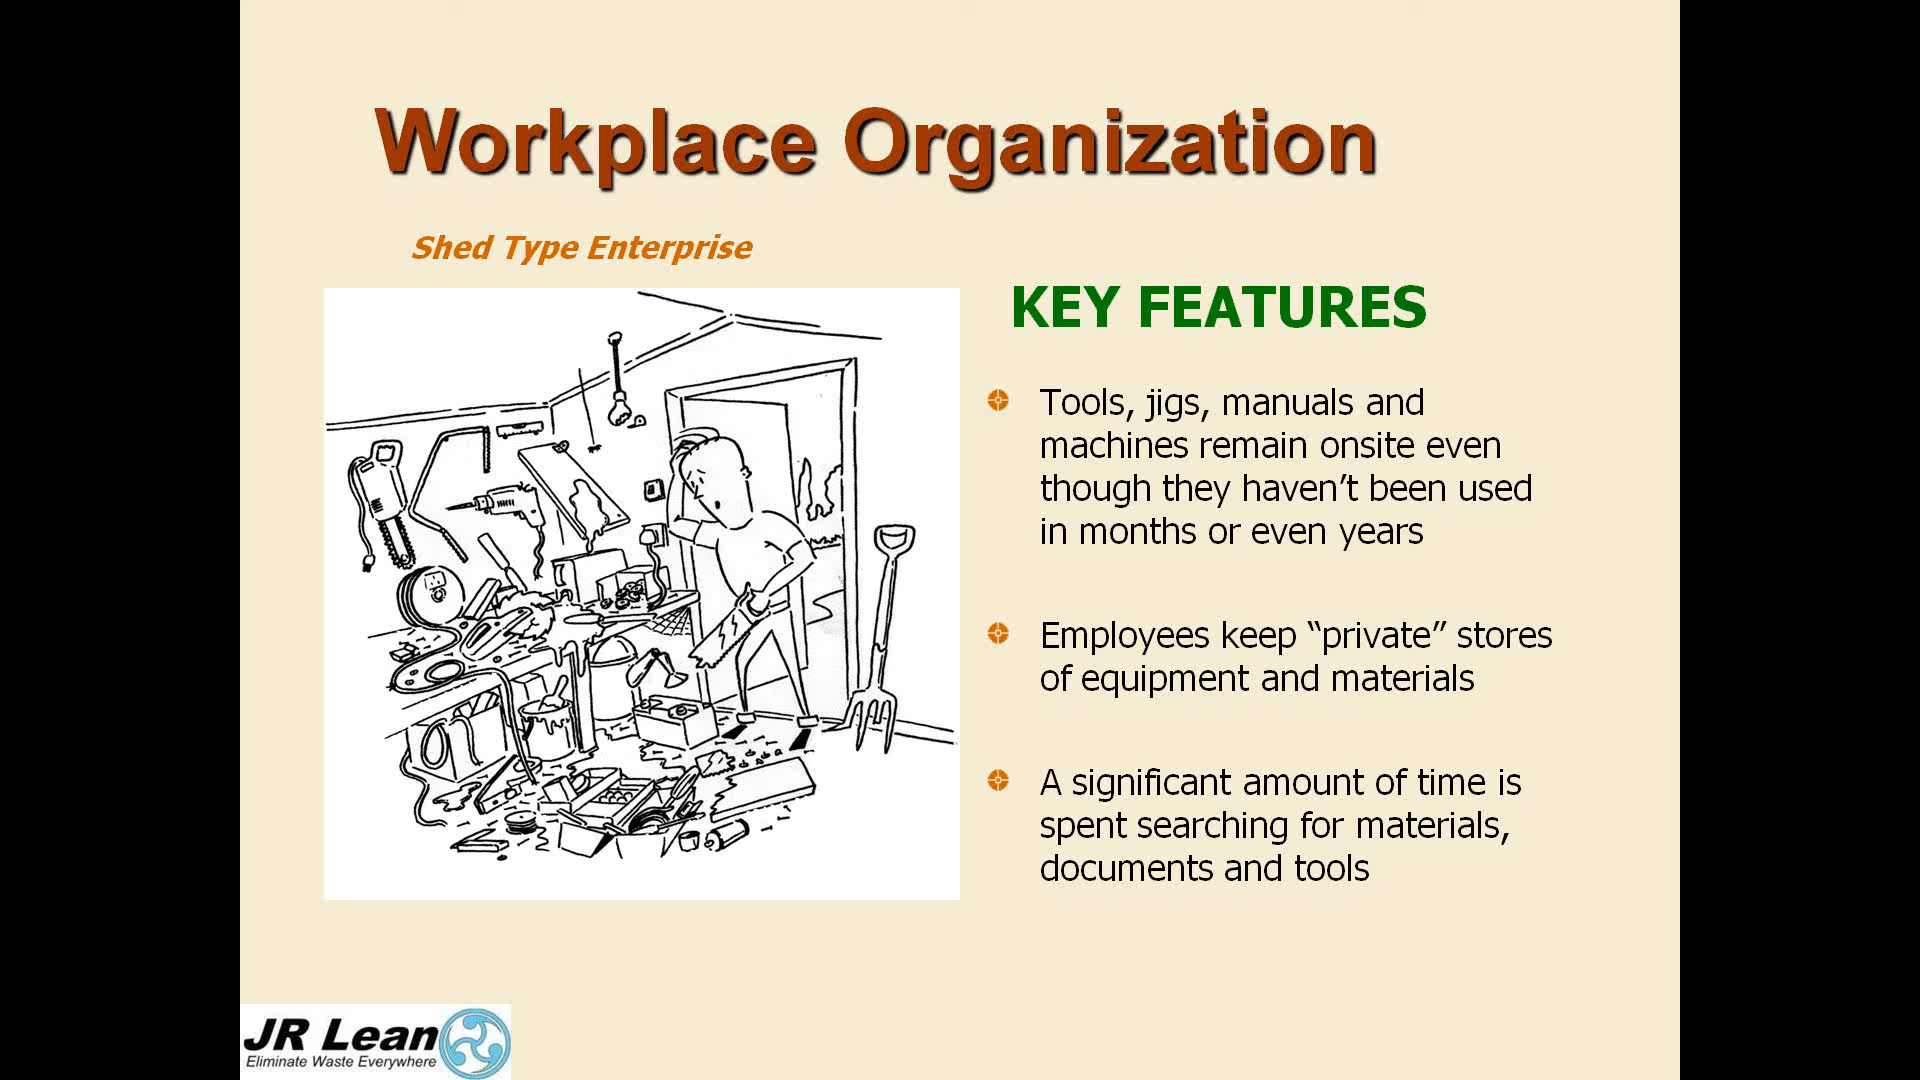 Workplace Organization
Shed Type Enterprise
KEY FEATURES
Tools, jigs, manuals and
machines remain onsite even
though they haven’t been used
in months or even years
Employees keep “private” stores
of equipment and materials
A significant amount of time is
spent searching for materials,
documents and tools
JR Lean
Eliminate Waste Everywhere